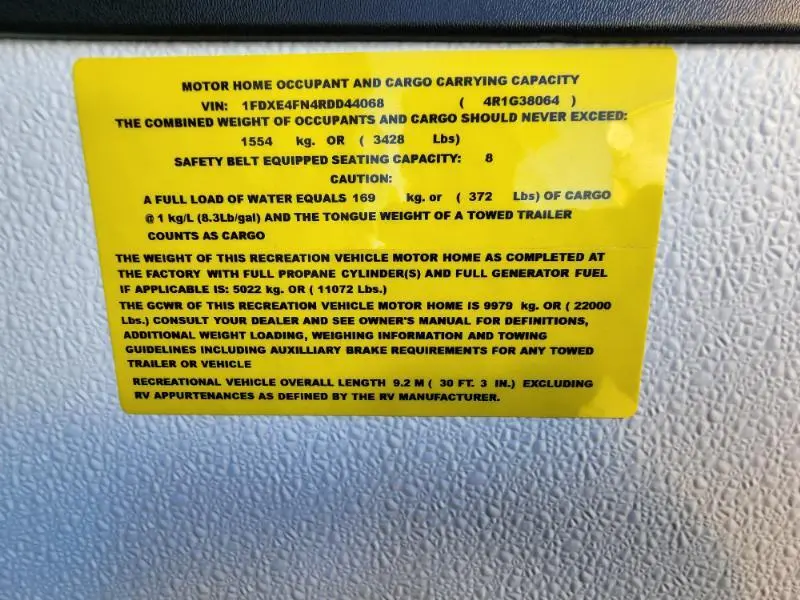 MOTOR HOME OCCUPANT AND CARGO CARRYING CAPACITY
VIN: 1FDXE4FN4RDD44068 ( 4R1G38064 )
THE COMBINED WEIGHT OF OCCUPANTS AND CARGO SHOULD NEVER EXCEED:
1554 kg. OR ( 3428 Lbs)
SAFETY BELT EQUIPPED SEATING CAPACITY: 8
CAUTION:
A FULL LOAD OF WATER EQUALS 169 kg. or ( 372 Lbs) OF CARGO
@ 1 kg/L (8.3Lb/gal) AND THE TONGUE WEIGHT OF A TOWED TRAILER
COUNTS AS CARGO
THE WEIGHT OF THIS RECREATION VEHICLE MOTOR HOME AS COMPLETED AT
THE FACTORY WITH FULL PROPANE CYLINDER(S) AND FULL GENERATOR FUEL
IF APPLICABLE IS: 5022 kg. OR ( 11072 Lbs.)
THE GCWR OF THIS RECREATION VEHICLE MOTOR HOME IS 9979 kg. OR ( 22000
Lbs.) CONSULT YOUR DEALER AND SEE OWNER'S MANUAL FOR DEFINITIONS,
ADDITIONAL WEIGHT LOADING, WEIGHING INFORMATION AND TOWING
GUIDELINES INCLUDING AUXILLIARY BRAKE REQUIREMENTS FOR ANY TOWED
TRAILER OR VEHICLE
RECREATIONAL VEHICLE OVERALL LENGTH 9.2 M ( 30 FT. 3 IN.) EXCLUDING
RV APPURTENANCES AS DEFINED BY THE RV MANUFACTURER.